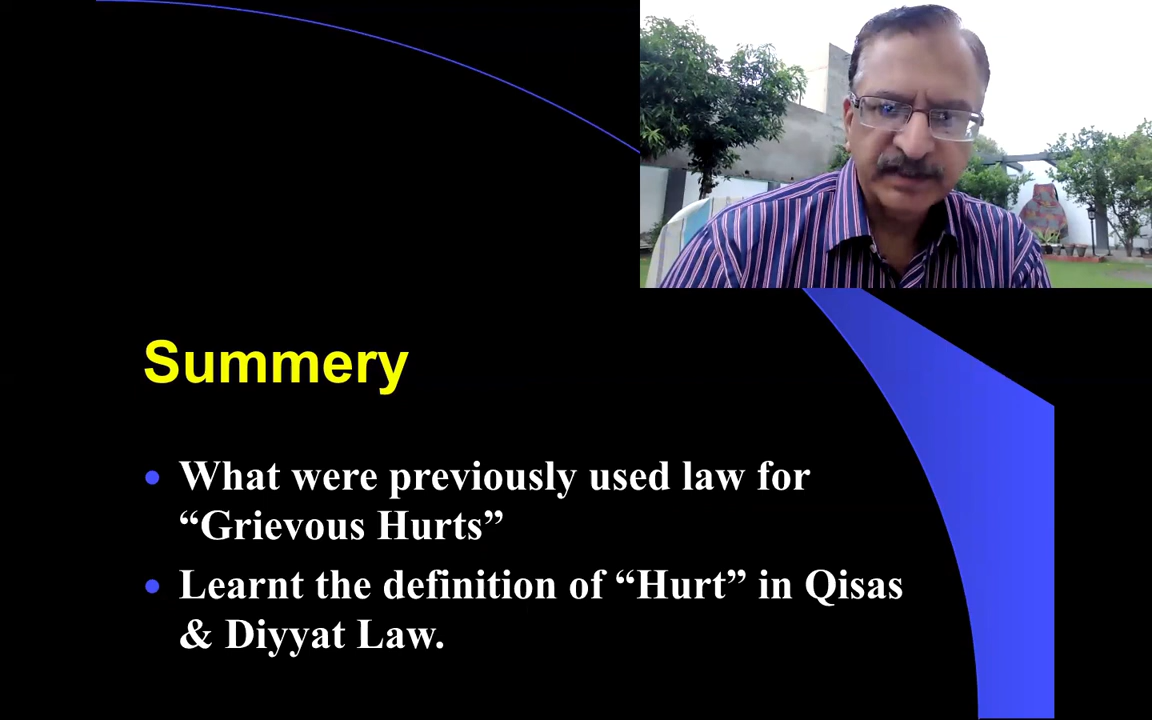 Summery
• What were previously used law for
“Grievous Hurts”
• Learnt the definition of “Hurt” in Qisas
& Diyyat Law.